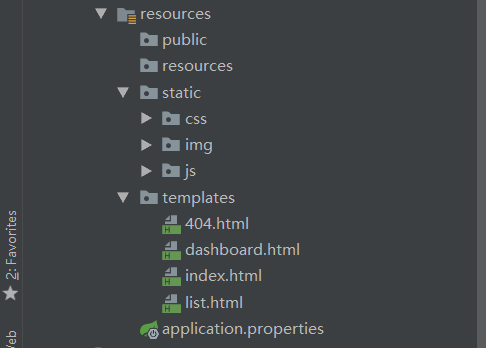 resources
public
resources
static
css
img
js
templates
404.html
dashboard.html
index.html
list.html
application.properties
2: Favorites